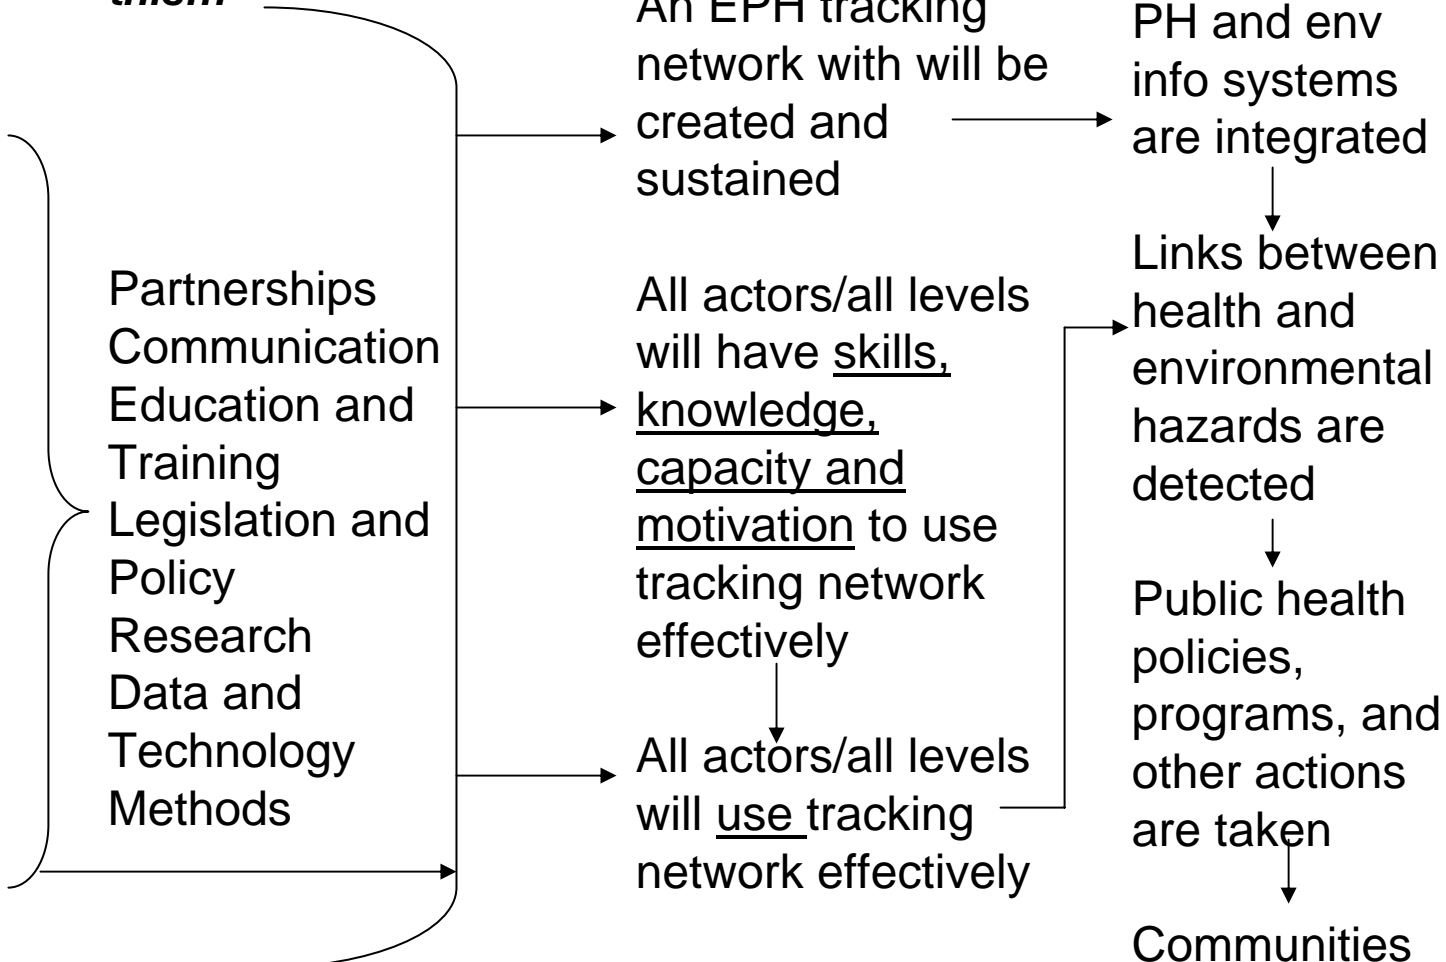 An EPH tracking
network with will be
created and
sustained
PH and env
info systems
are integrated
Partnerships
Communication
Education and
Training
Legislation and
Policy
Research
Data and
Technology
Methods
All actors/all levels
will have skills,
knowledge,
capacity and
motivation to use
tracking network
effectively
All actors/all levels
will use tracking
network effectively
Links between
health and
environmental
hazards are
detected
Public health
policies,
programs, and
other actions
are taken
Communities